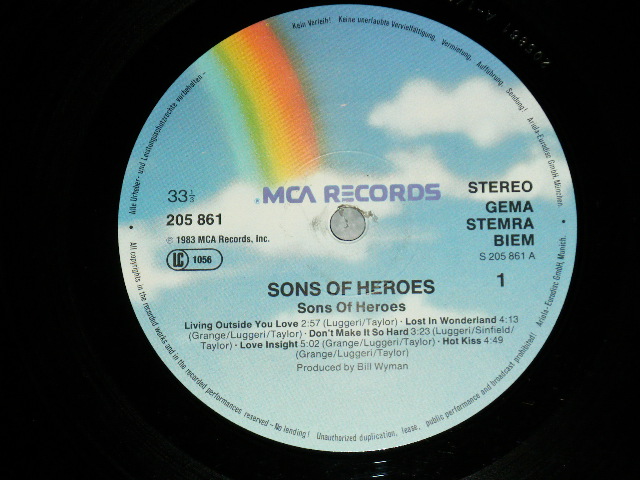 MCA RECORDS
33⅓
205 861
℗ 1983 MCA Records, Inc.
LC 1056
STEREO
GEMA
STEMRA
BIEM
S 205 861 A
1
SONS OF HEROES
Sons Of Heroes
Living Outside You Love 2:57 (Luggeri/Taylor) · Lost In Wonderland 4:13
(Grange/Luggeri/Taylor) · Don't Make It So Hard 3:23 (Luggeri/Sinfield/
Taylor) · Love Insight 5:02 (Grange/Luggeri/Taylor) · Hot Kiss 4:49
(Grange/Luggeri/Taylor)
Produced by Bill Wyman
· Alle Urheber- und Leistungsschutzrechte vorbehalten – Kein Verleih! Keine unerlaubte Vervielfältigung, Vermietung, Aufführung, Sendung! Ariola-Eurodisc GmbH, München. ·
· All copyrights in the recorded works and in the recorded performances reserved – No lending! Unauthorized duplication, lease, public performance and broadcast prohibited! Ariola-Eurodisc GmbH, Munich. ·